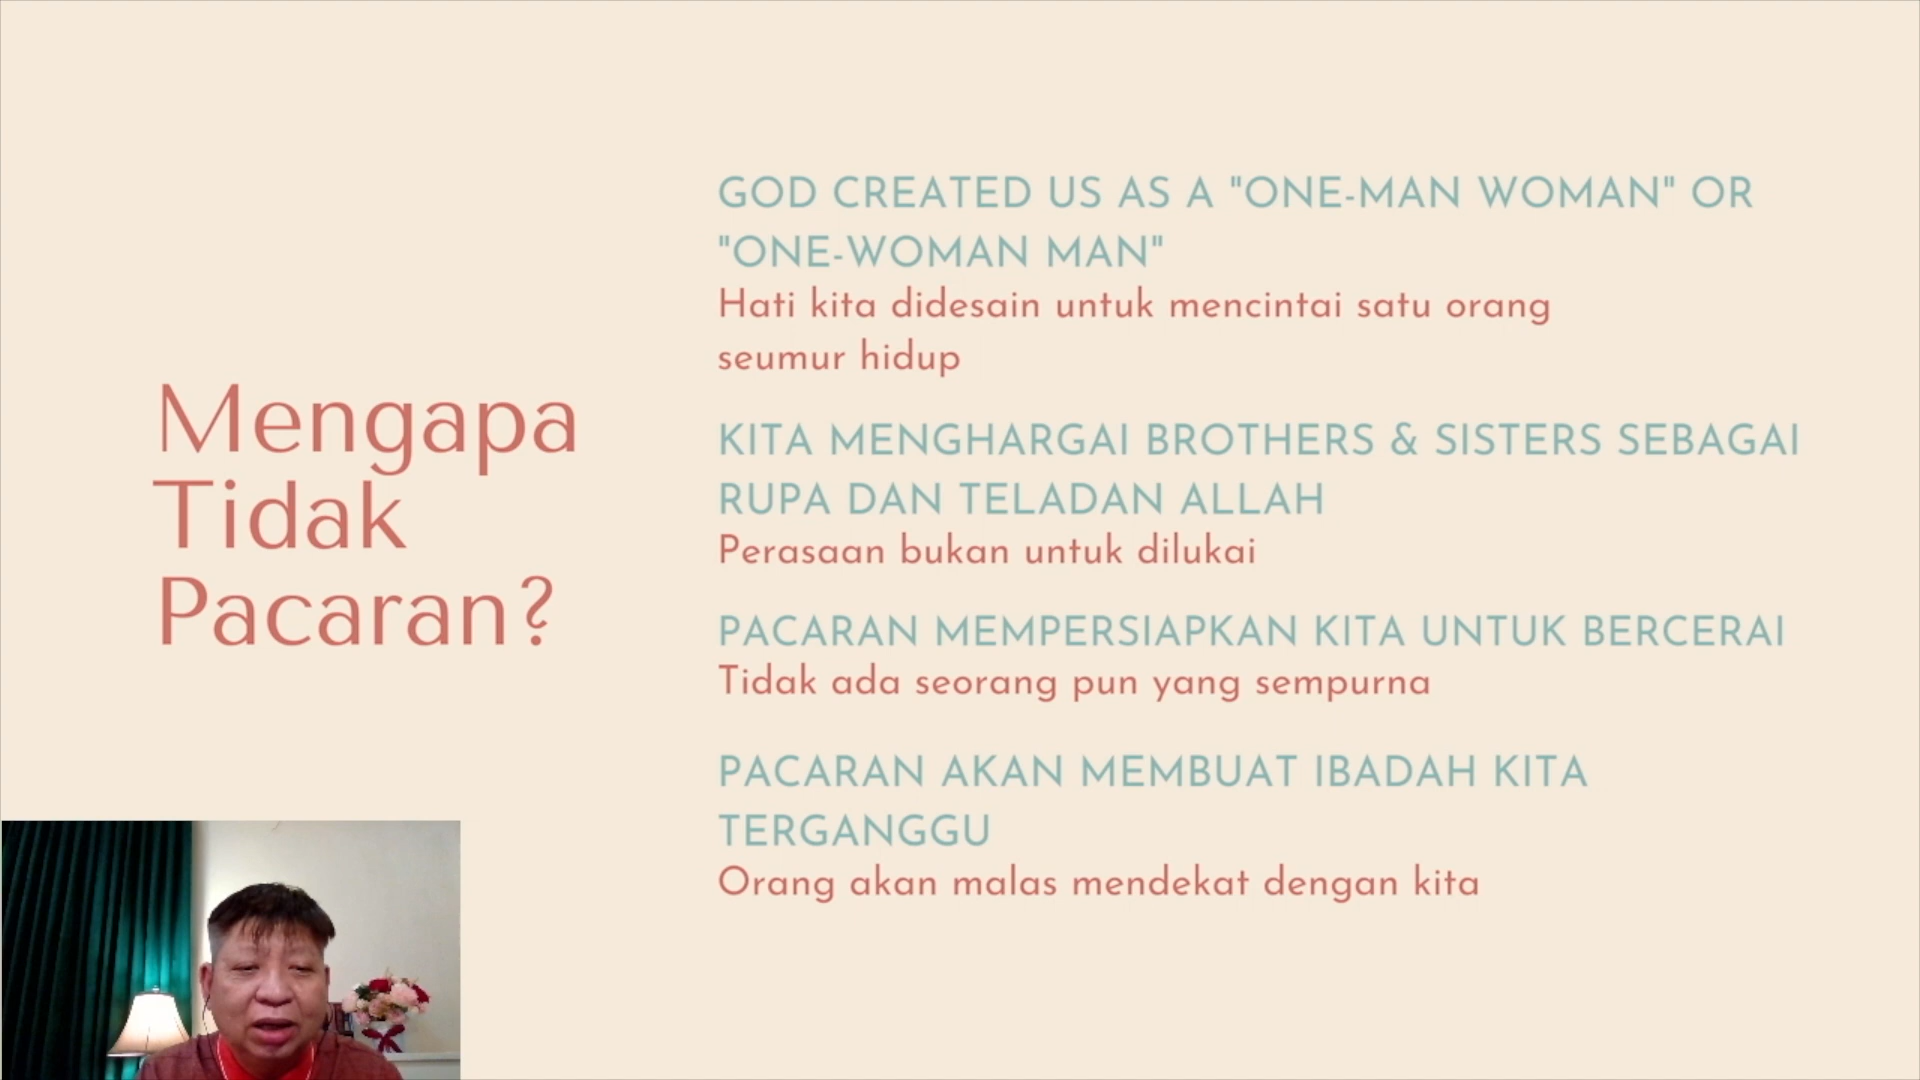 Mengapa
Tidak
Pacaran?
GOD CREATED US AS A "ONE-MAN WOMAN" OR
"ONE-WOMAN MAN"
Hati kita didesain untuk mencintai satu orang
seumur hidup
KITA MENGHARGAI BROTHERS & SISTERS SEBAGAI
RUPA DAN TELADAN ALLAH
Perasaan bukan untuk dilukai
PACARAN MEMPERSIAPKAN KITA UNTUK BERCERAI
Tidak ada seorang pun yang sempurna
PACARAN AKAN MEMBUAT IBADAH KITA
TERGANGGU
Orang akan malas mendekat dengan kita